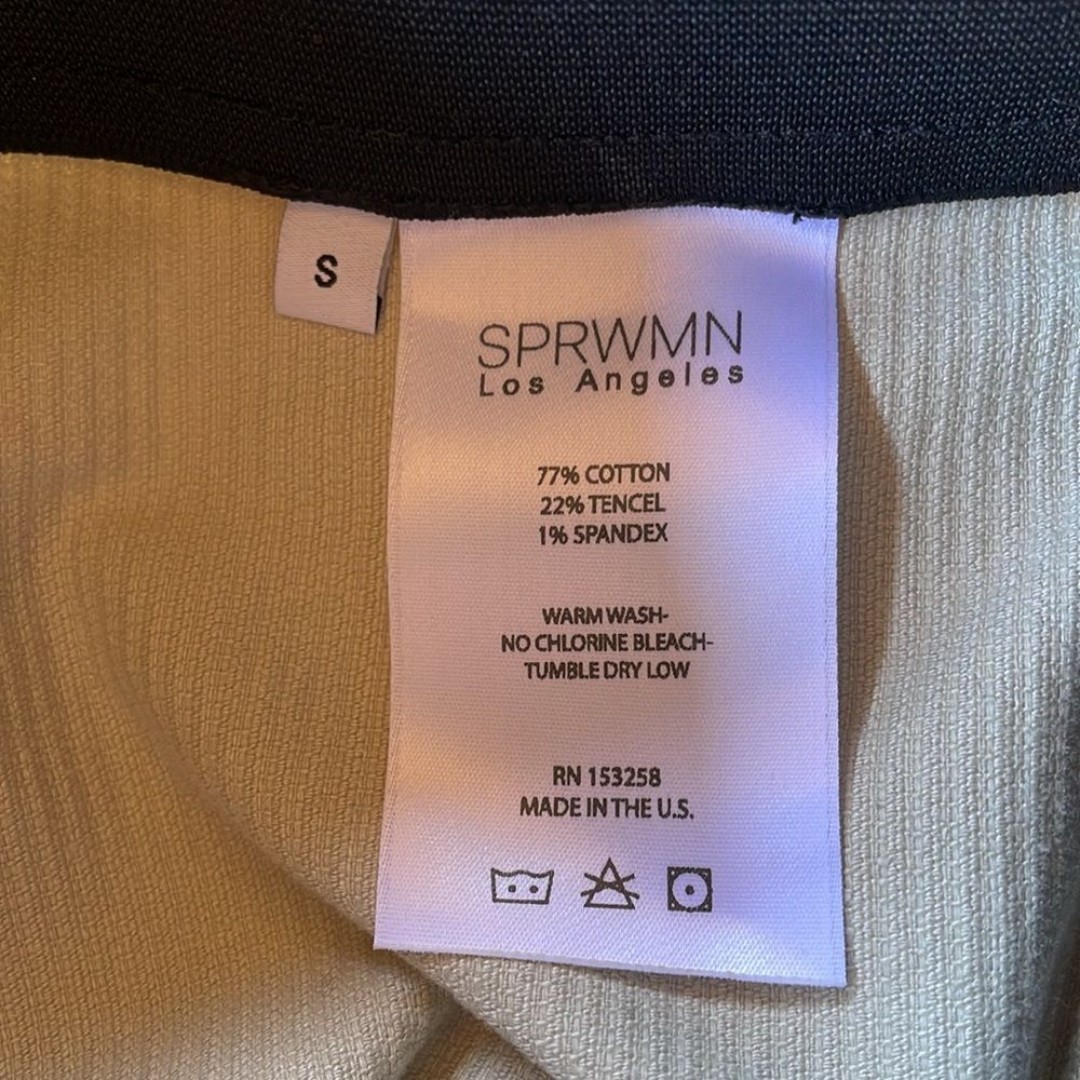 S
SPRWMN
Los Angeles
77% COTTON
22% TENCEL
1% SPANDEX
WARM WASH-
NO CHLORINE BLEACH-
TUMBLE DRY LOW
RN 153258
MADE IN THE U.S.